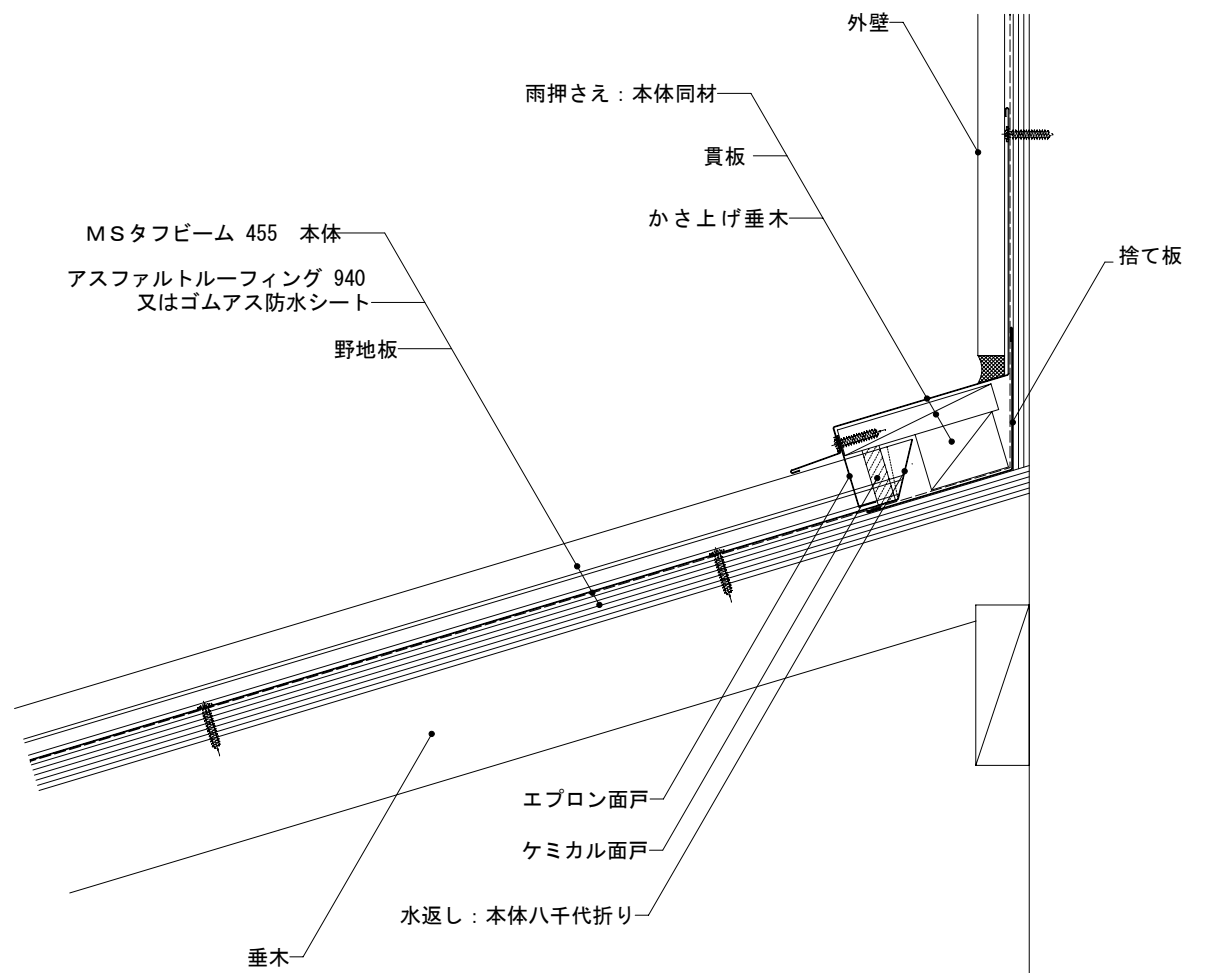 外壁
雨押さえ：本体同材
貫板
かさ上げ垂木
ＭＳタフビーム 455　本体
捨て板
アスファルトルーフィング 940
又はゴムアス防水シート
野地板
エプロン面戸
ケミカル面戸
水返し：本体八千代折り
垂木